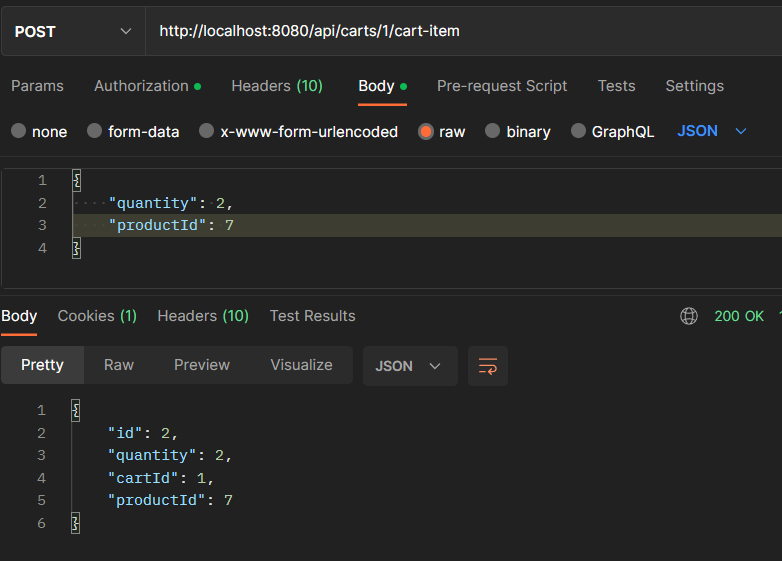 POST http://localhost:8080/api/carts/1/cart-item
Params Authorization Headers (10) Body Pre-request Script Tests Settings
none form-data x-www-form-urlencoded raw binary GraphQL JSON
1 {
2 "quantity": 2,
3 "productId": 7
4 }
Body Cookies (1) Headers (10) Test Results 200 OK
Pretty Raw Preview Visualize JSON
1 {
2 "id": 2,
3 "quantity": 2,
4 "cartId": 1,
5 "productId": 7
6 }